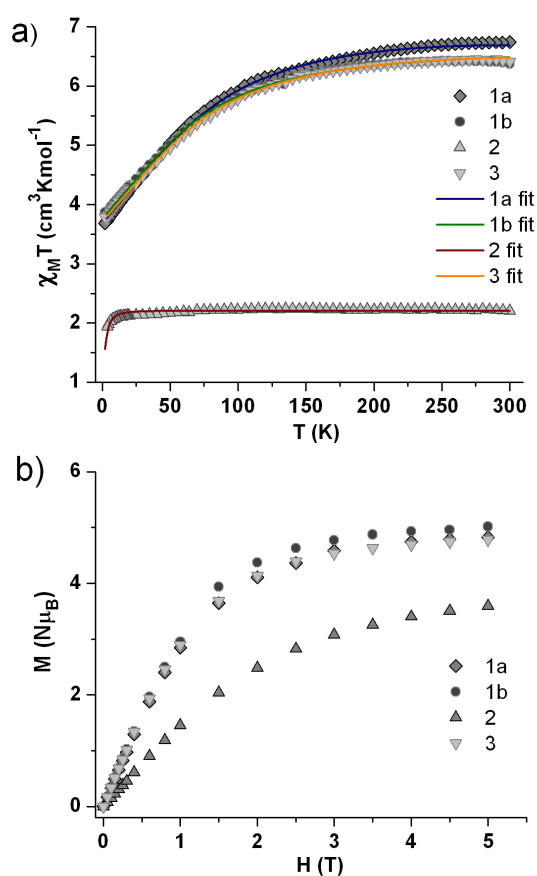 a)
7
6
5
4
3
2
1
χMT (cm³Kmol⁻¹)
1a
1b
2
3
1a fit
1b fit
2 fit
3 fit
0 50 100 150 200 250 300
T (K)
b)
6
4
2
0
M (NμB)
1a
1b
2
3
0 1 2 3 4 5
H (T)